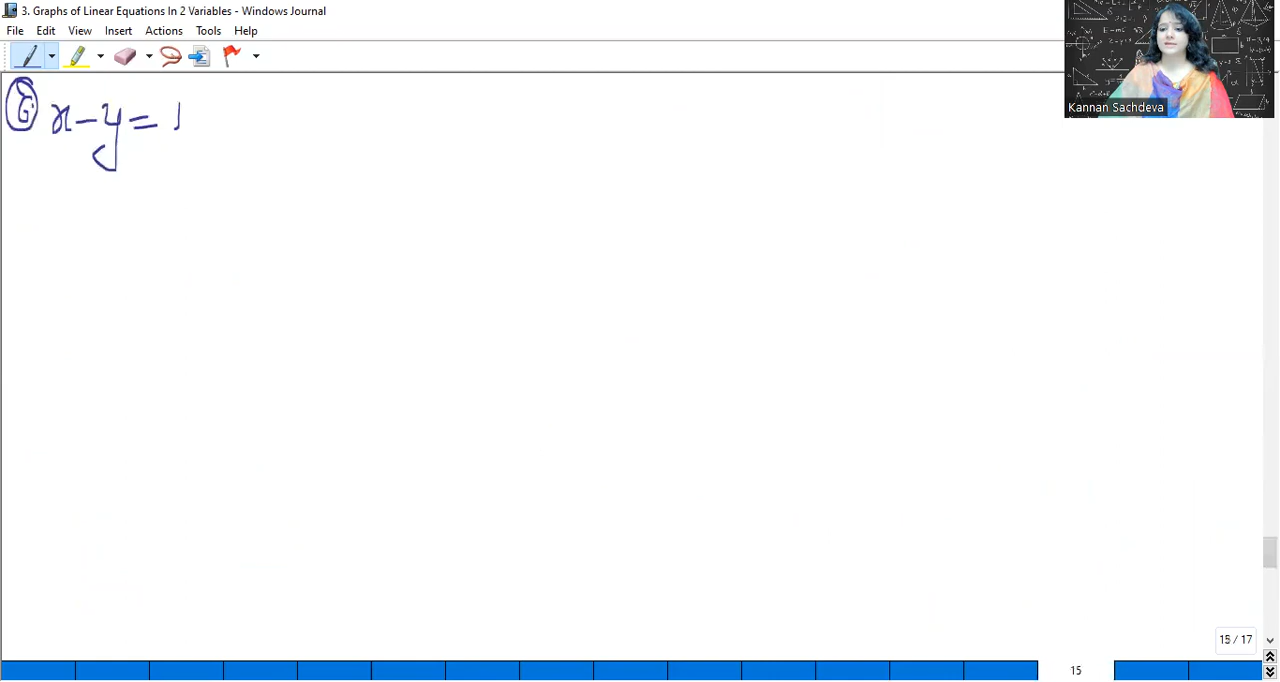 3. Graphs of Linear Equations In 2 Variables - Windows Journal
File Edit View Insert Actions Tools Help
x - y = 1
Kannan Sachdeva
15 / 17
15